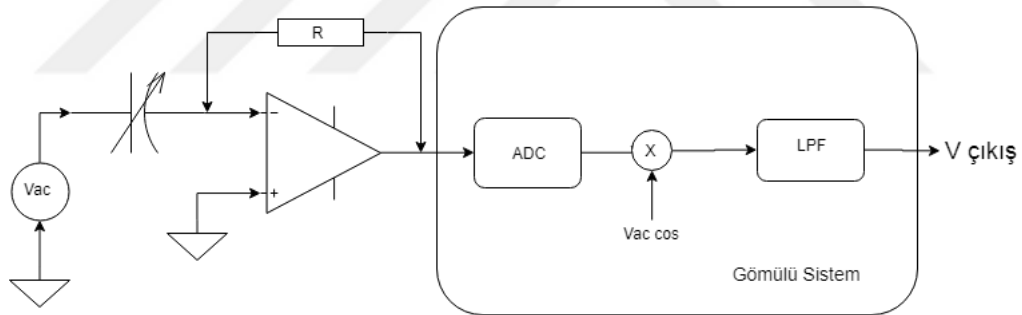 R
Vac
−
+
ADC
X
Vac cos
LPF
V çıkış
Gömülü Sistem